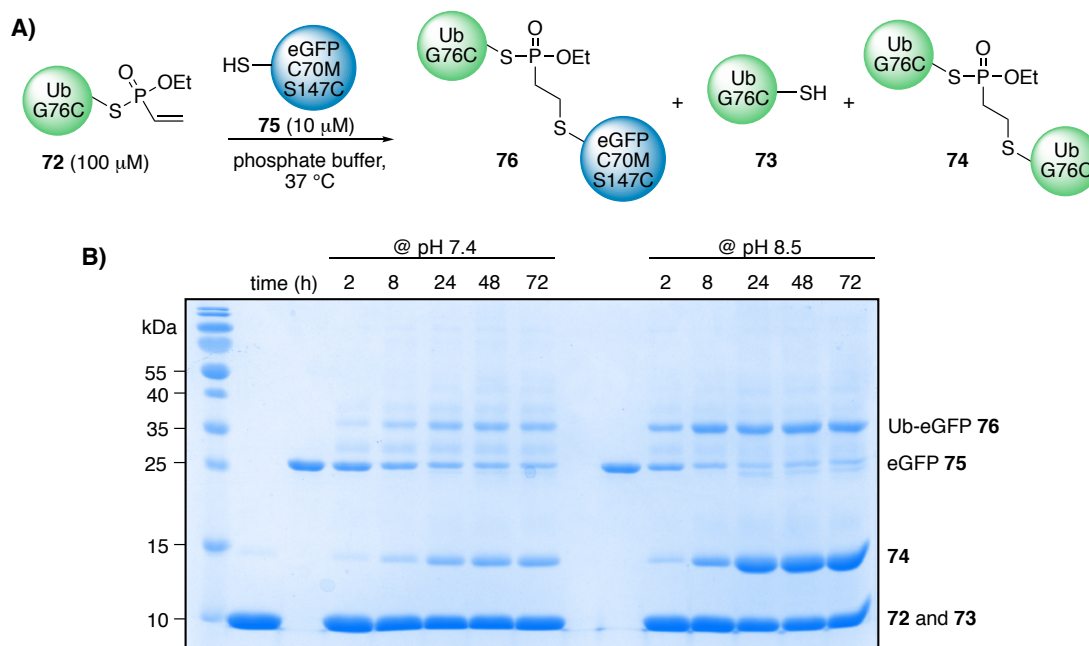 A)
Ub
G76C
S
P
O
OEt
72 (100 μM)
HS
eGFP
C70M
S147C
75 (10 μM)
phosphate buffer,
37 °C
Ub
G76C
S
P
O
OEt
S
eGFP
C70M
S147C
76
+
Ub
G76C
SH
73
+
Ub
G76C
S
P
O
OEt
S
Ub
G76C
74
B)
@ pH 7.4
@ pH 8.5
time (h) 2 8 24 48 72 2 8 24 48 72
kDa
55
40
35
25
15
10
Ub-eGFP 76
eGFP 75
74
72 and 73